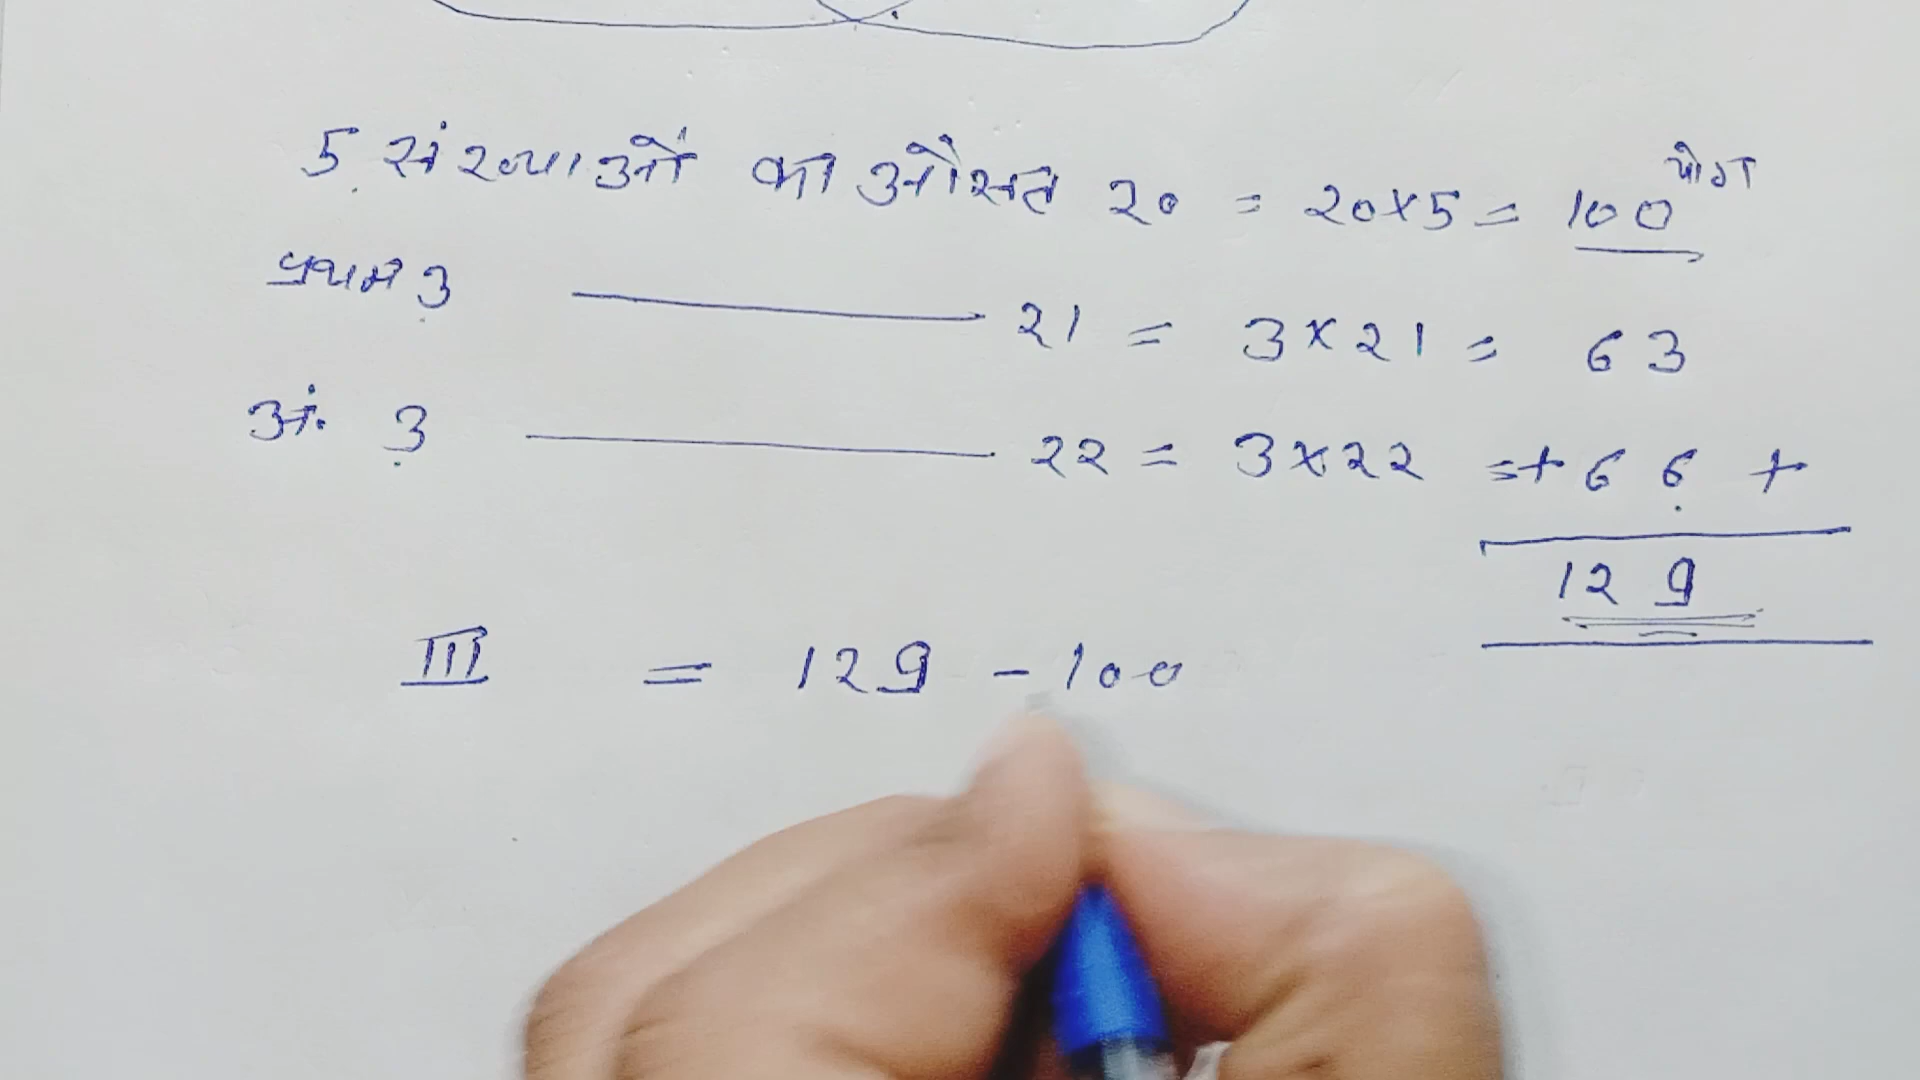 5 संख्याओं का औसत 20 = 20×5 = 100 योग
प्रथम 3 ——— 21 = 3×21 = 63
अं. 3 ——— 22 = 3×22 =+ 66 +
129
III = 129 - 100